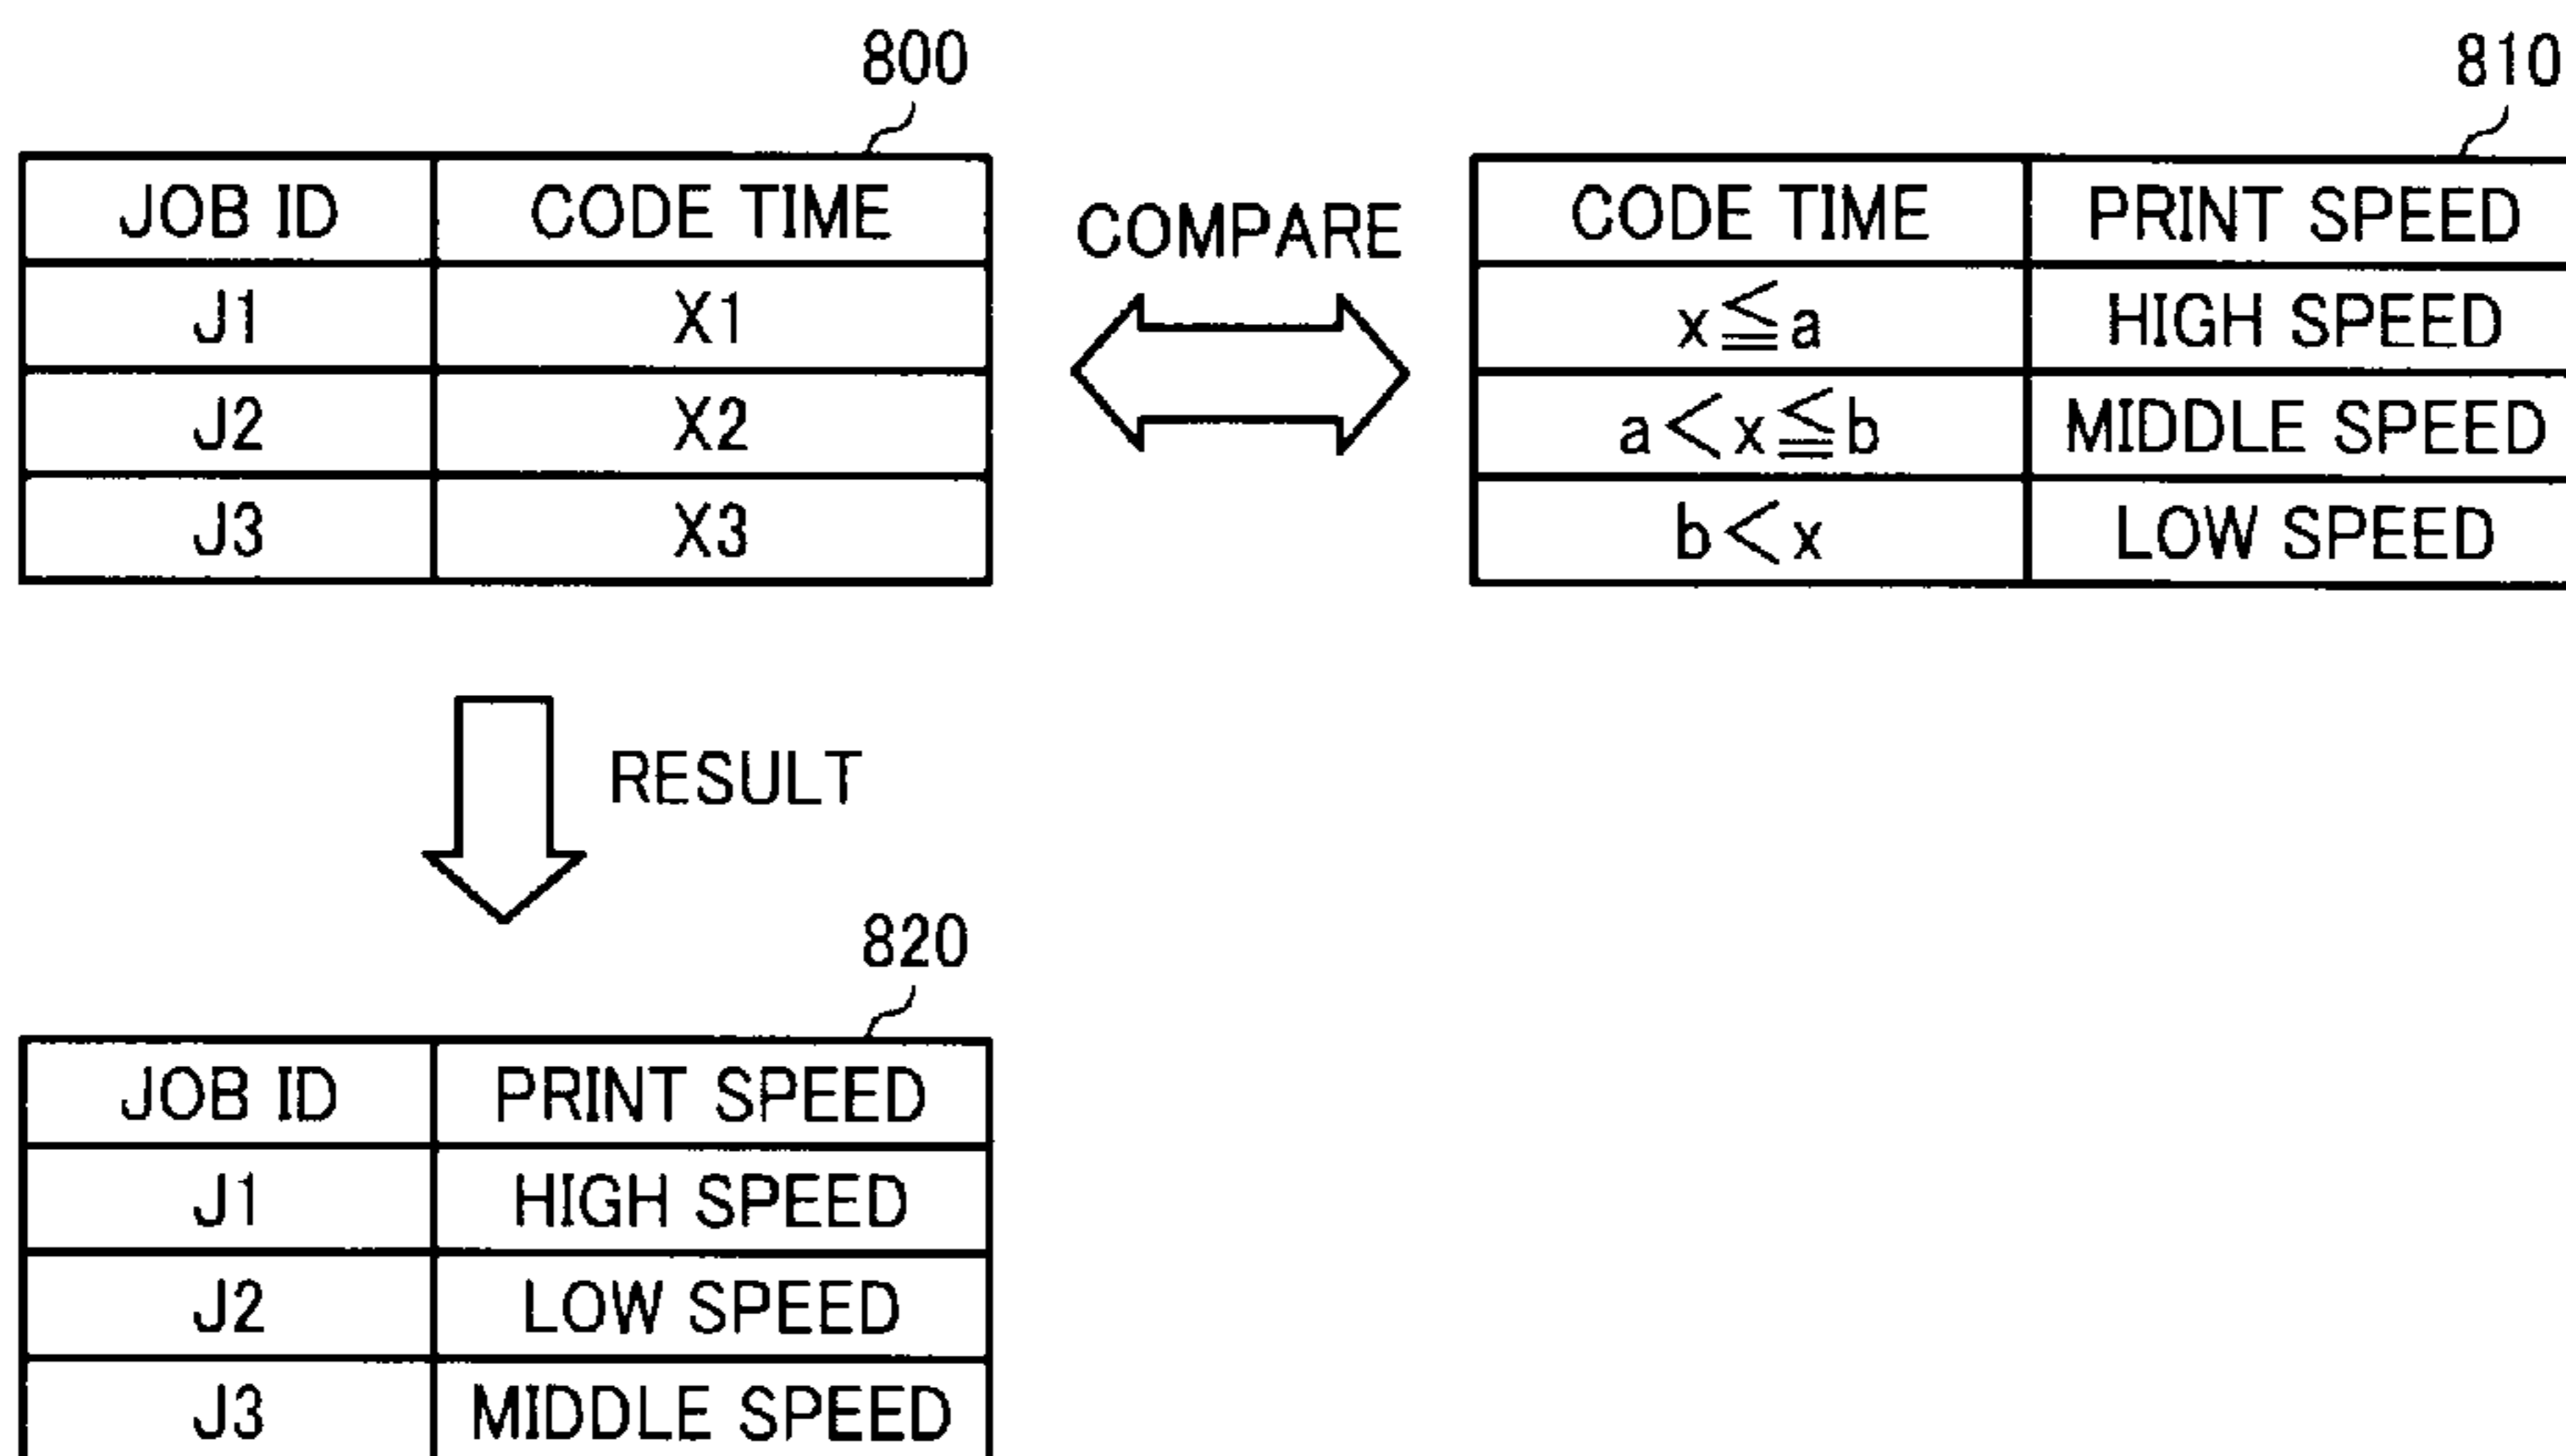 800
JOB ID CODE TIME
J1 X1
J2 X2
J3 X3
COMPARE
810
CODE TIME PRINT SPEED
x≦a HIGH SPEED
a<x≦b MIDDLE SPEED
b<x LOW SPEED
RESULT
820
JOB ID PRINT SPEED
J1 HIGH SPEED
J2 LOW SPEED
J3 MIDDLE SPEED